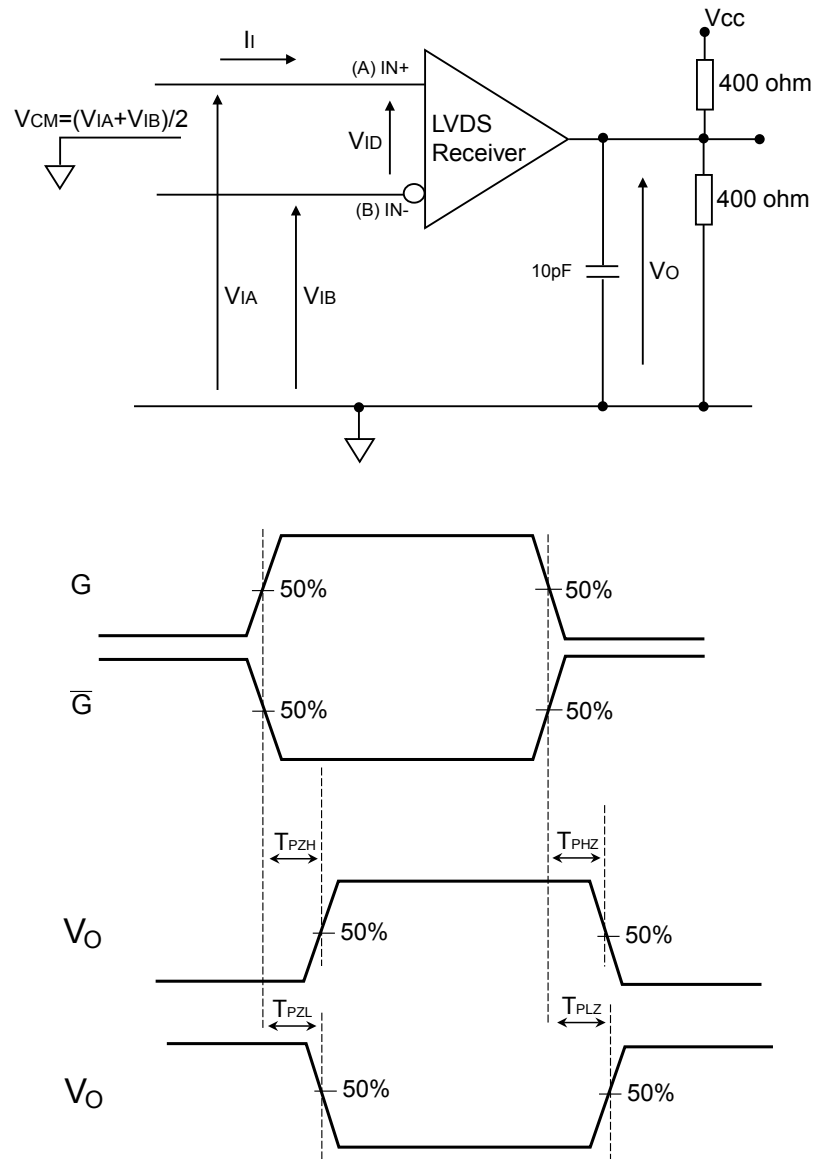 Vcc
II
(A) IN+
400 ohm
VCM=(VIA+VIB)/2
VID
LVDS
Receiver
400 ohm
(B) IN-
10pF
VO
VIA
VIB
G
50%
50%
G̅
50%
50%
TPZH
TPHZ
VO
50%
50%
TPZL
TPLZ
VO
50%
50%